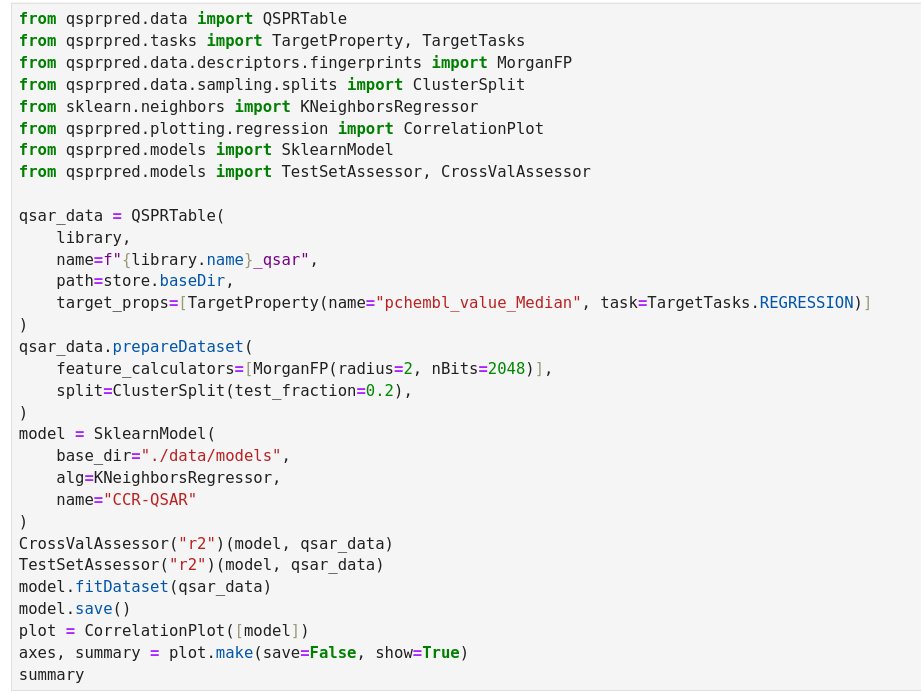 from qsprpred.data import QSPRTable
from qsprpred.tasks import TargetProperty, TargetTasks
from qsprpred.data.descriptors.fingerprints import MorganFP
from qsprpred.data.sampling.splits import ClusterSplit
from sklearn.neighbors import KNeighborsRegressor
from qsprpred.plotting.regression import CorrelationPlot
from qsprpred.models import SklearnModel
from qsprpred.models import TestSetAssessor, CrossValAssessor

qsar_data = QSPRTable(
    library,
    name=f"{library.name}_qsar",
    path=store.baseDir,
    target_props=[TargetProperty(name="pchembl_value_Median", task=TargetTasks.REGRESSION)]
)
qsar_data.prepareDataset(
    feature_calculators=[MorganFP(radius=2, nBits=2048)],
    split=ClusterSplit(test_fraction=0.2),
)
model = SklearnModel(
    base_dir="./data/models",
    alg=KNeighborsRegressor,
    name="CCR-QSAR"
)
CrossValAssessor("r2")(model, qsar_data)
TestSetAssessor("r2")(model, qsar_data)
model.fitDataset(qsar_data)
model.save()
plot = CorrelationPlot([model])
axes, summary = plot.make(save=False, show=True)
summary